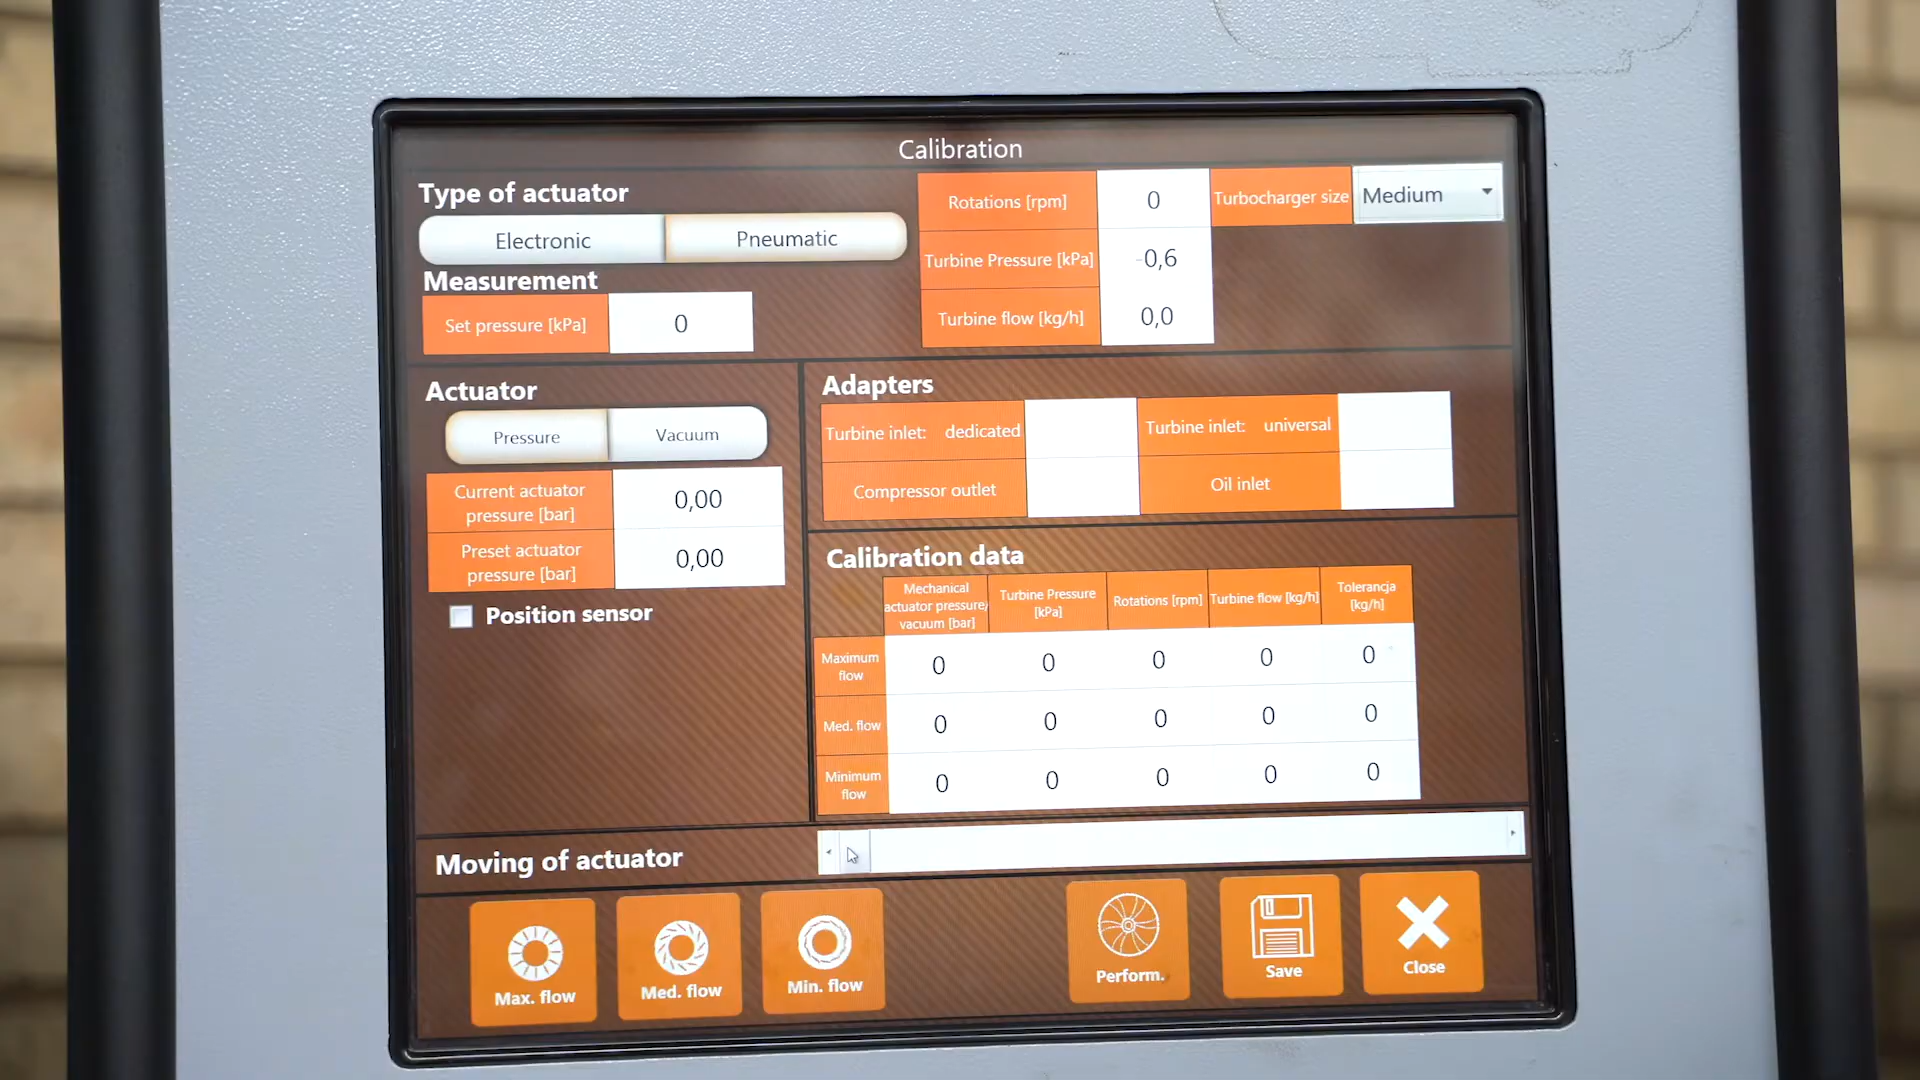 Calibration
Type of actuator
Electronic
Pneumatic
Measurement
Set pressure [kPa]
0
Rotations [rpm]
0
Turbocharger size
Medium
Turbine Pressure [kPa]
-0,6
Turbine flow [kg/h]
0,0
Actuator
Pressure
Vacuum
Current actuator
pressure [bar]
0,00
Preset actuator
pressure [bar]
0,00
Position sensor
Adapters
Turbine inlet: dedicated
Turbine inlet: universal
Compressor outlet
Oil inlet
Calibration data
Mechanical
actuator pressure/
vacuum [bar]
Turbine Pressure
[kPa]
Rotations [rpm]
Turbine flow [kg/h]
Tolerancja
[kg/h]
Maximum
flow
0 0 0 0 0
Med. flow
0 0 0 0 0
Minimum
flow
0 0 0 0 0
Moving of actuator
Max. flow
Med. flow
Min. flow
Perform.
Save
Close